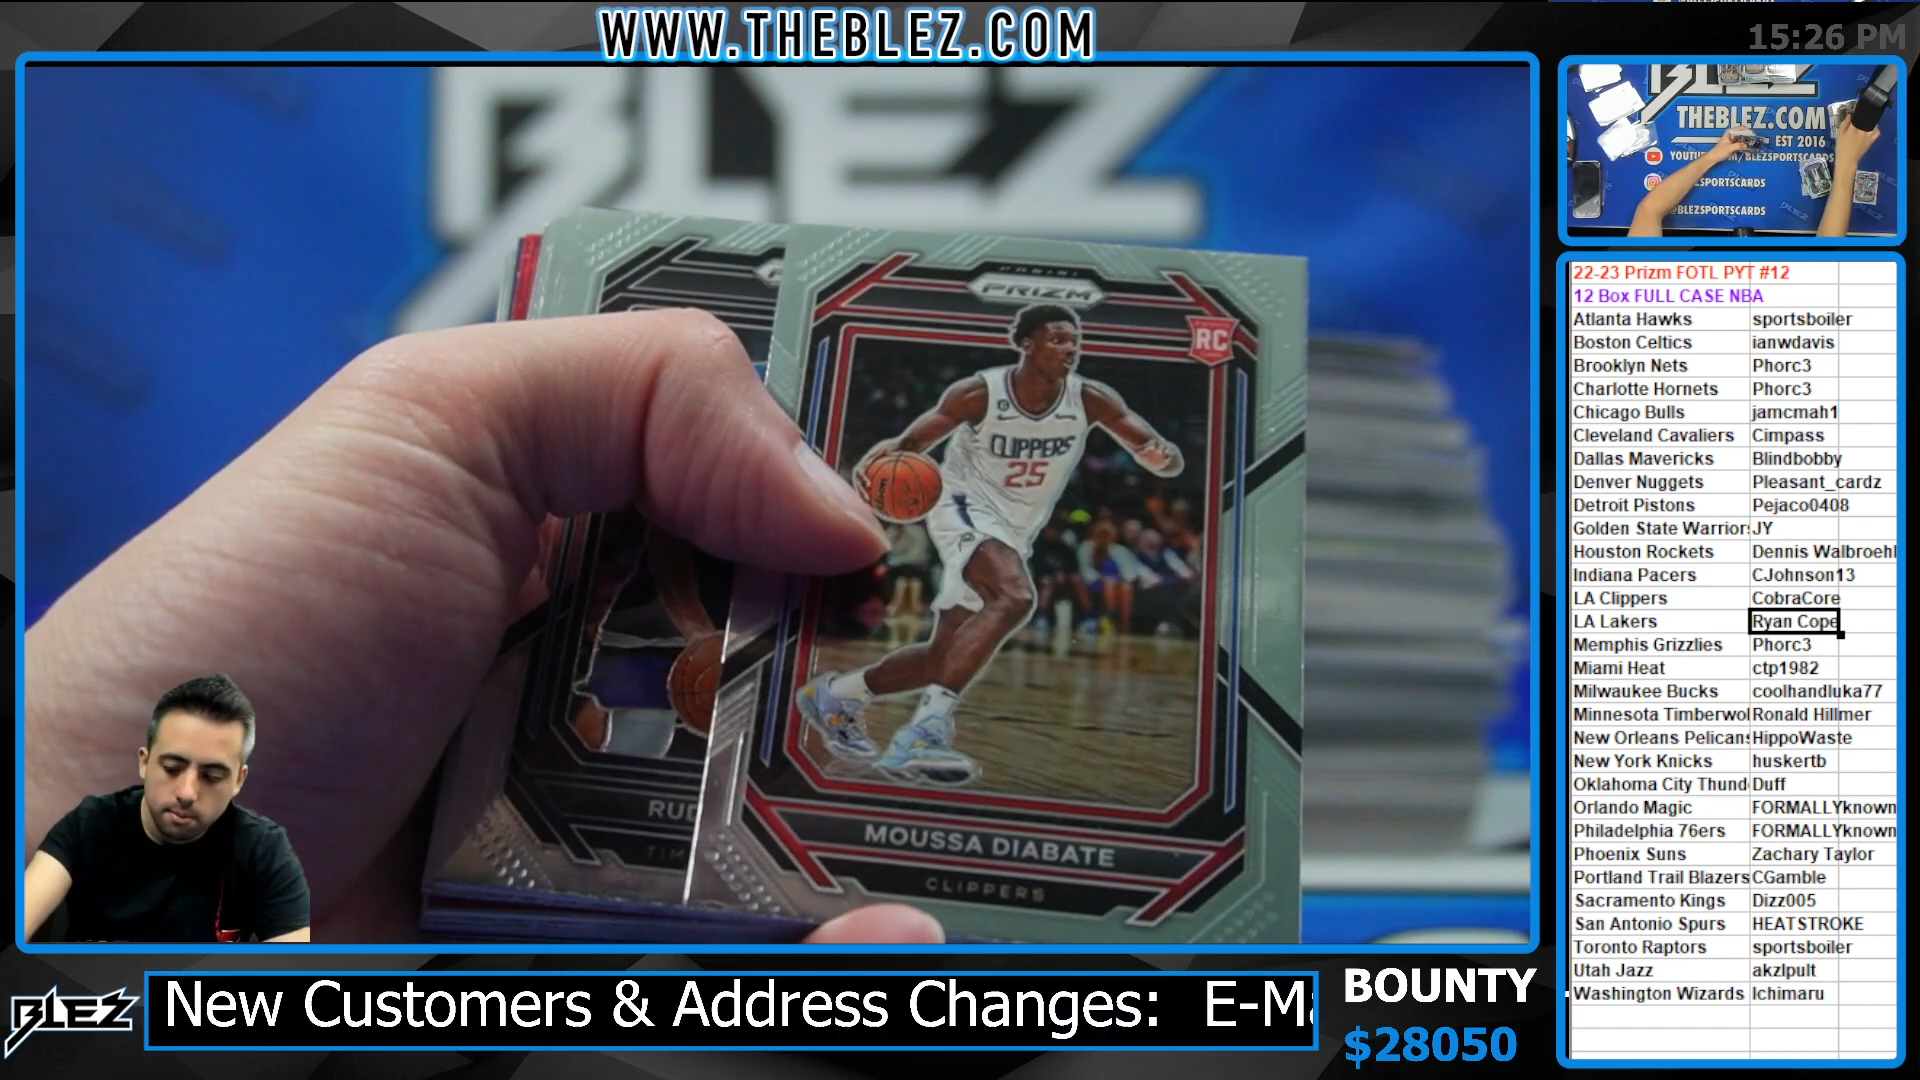 WWW.THEBLEZ.COM
15:26 PM
BLEZ
THEBLEZ.COM
EST 2016
@BLEZSPORTSCARDS
PANINI
PRIZM
RC
CLIPPERS
25
MOUSSA DIABATE
CLIPPERS
RUD
TIM
22-23 Prizm FOTL PYT #12
12 Box FULL CASE NBA
Atlanta Hawks sportsboiler
Boston Celtics ianwdavis
Brooklyn Nets Phorc3
Charlotte Hornets Phorc3
Chicago Bulls jamcmah1
Cleveland Cavaliers Cimpass
Dallas Mavericks Blindbobby
Denver Nuggets Pleasant_cardz
Detroit Pistons Pejaco0408
Golden State Warrior JY
Houston Rockets Dennis Walbroehl
Indiana Pacers CJohnson13
LA Clippers CobraCore
LA Lakers Ryan Cope
Memphis Grizzlies Phorc3
Miami Heat ctp1982
Milwaukee Bucks coolhandluka77
Minnesota Timberwol Ronald Hillmer
New Orleans Pelicans HippoWaste
New York Knicks huskertb
Oklahoma City Thund Duff
Orlando Magic FORMALLYknown
Philadelphia 76ers FORMALLYknown
Phoenix Suns Zachary Taylor
Portland Trail Blazers CGamble
Sacramento Kings Dizz005
San Antonio Spurs HEATSTROKE
Toronto Raptors sportsboiler
Utah Jazz akzlpult
Washington Wizards Ichimaru
BLEZ
New Customers & Address Changes: E-Ma
BOUNTY
$28050